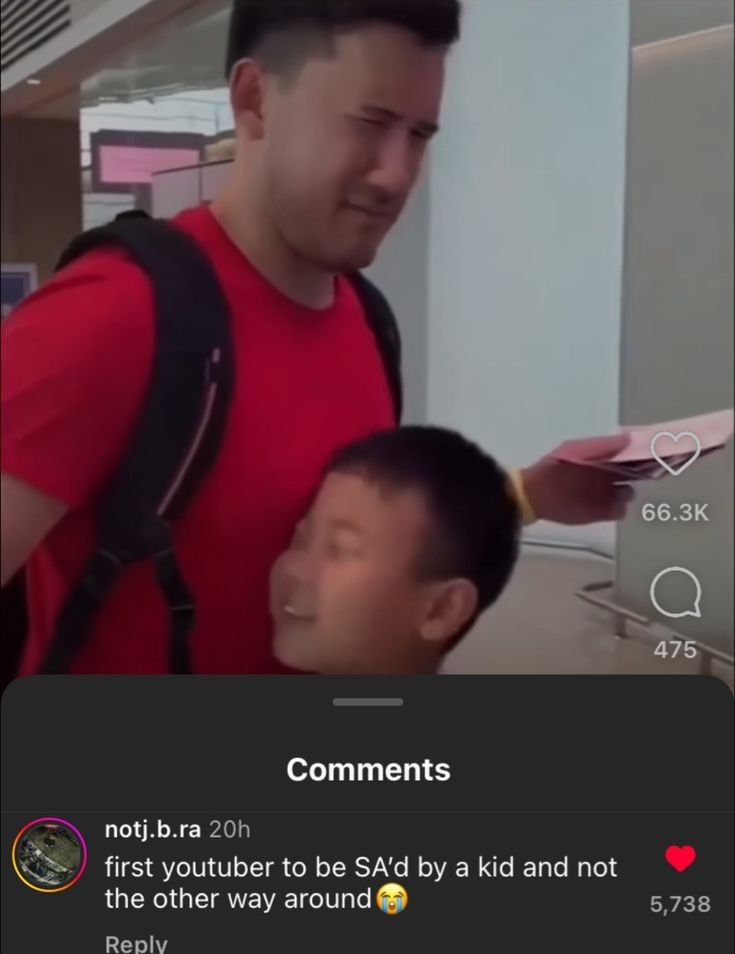 66.3K
475
Comments
notj.b.ra 20h
first youtuber to be SA’d by a kid and not
the other way around😭
5,738
Reply